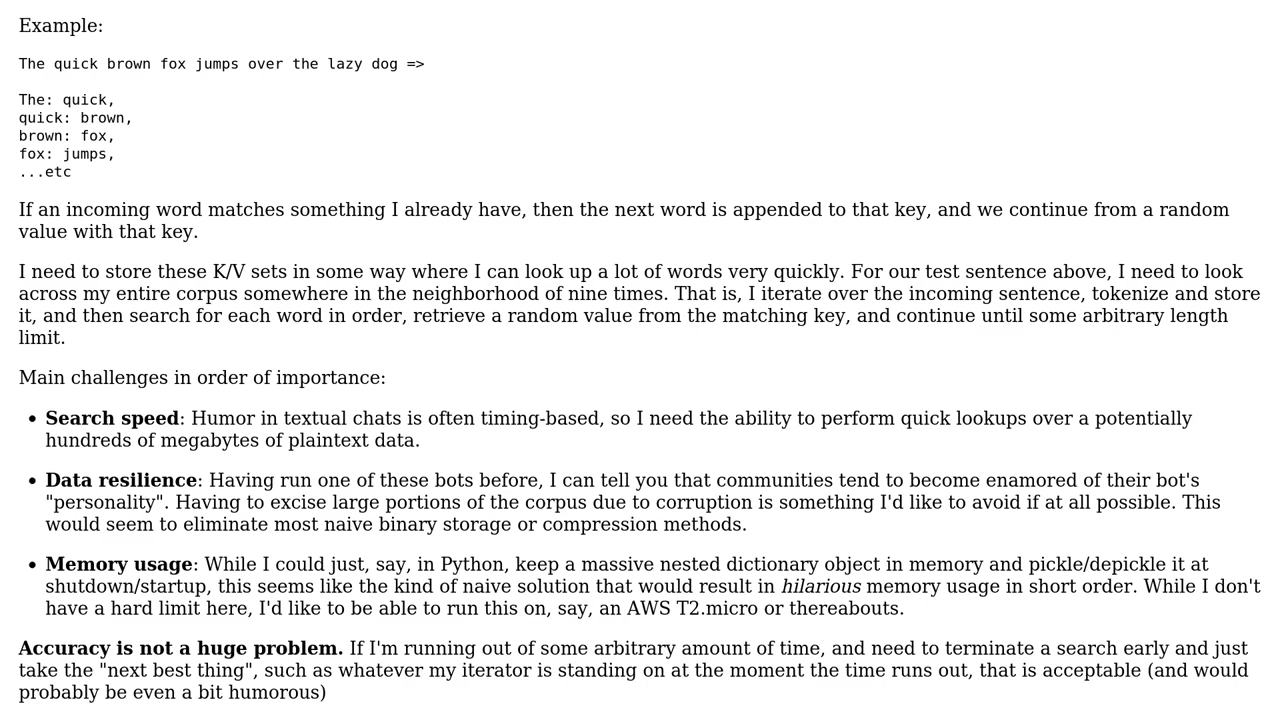 Example:
The quick brown fox jumps over the lazy dog =>
The: quick,
quick: brown,
brown: fox,
fox: jumps,
...etc
If an incoming word matches something I already have, then the next word is appended to that key, and we continue from a random
value with that key.
I need to store these K/V sets in some way where I can look up a lot of words very quickly. For our test sentence above, I need to look
across my entire corpus somewhere in the neighborhood of nine times. That is, I iterate over the incoming sentence, tokenize and store
it, and then search for each word in order, retrieve a random value from the matching key, and continue until some arbitrary length
limit.
Main challenges in order of importance:
• Search speed: Humor in textual chats is often timing-based, so I need the ability to perform quick lookups over a potentially
hundreds of megabytes of plaintext data.
• Data resilience: Having run one of these bots before, I can tell you that communities tend to become enamored of their bot's
"personality". Having to excise large portions of the corpus due to corruption is something I'd like to avoid if at all possible. This
would seem to eliminate most naive binary storage or compression methods.
• Memory usage: While I could just, say, in Python, keep a massive nested dictionary object in memory and pickle/depickle it at
shutdown/startup, this seems like the kind of naive solution that would result in hilarious memory usage in short order. While I don't
have a hard limit here, I'd like to be able to run this on, say, an AWS T2.micro or thereabouts.
Accuracy is not a huge problem. If I'm running out of some arbitrary amount of time, and need to terminate a search early and just
take the "next best thing", such as whatever my iterator is standing on at the moment the time runs out, that is acceptable (and would
probably be even a bit humorous)